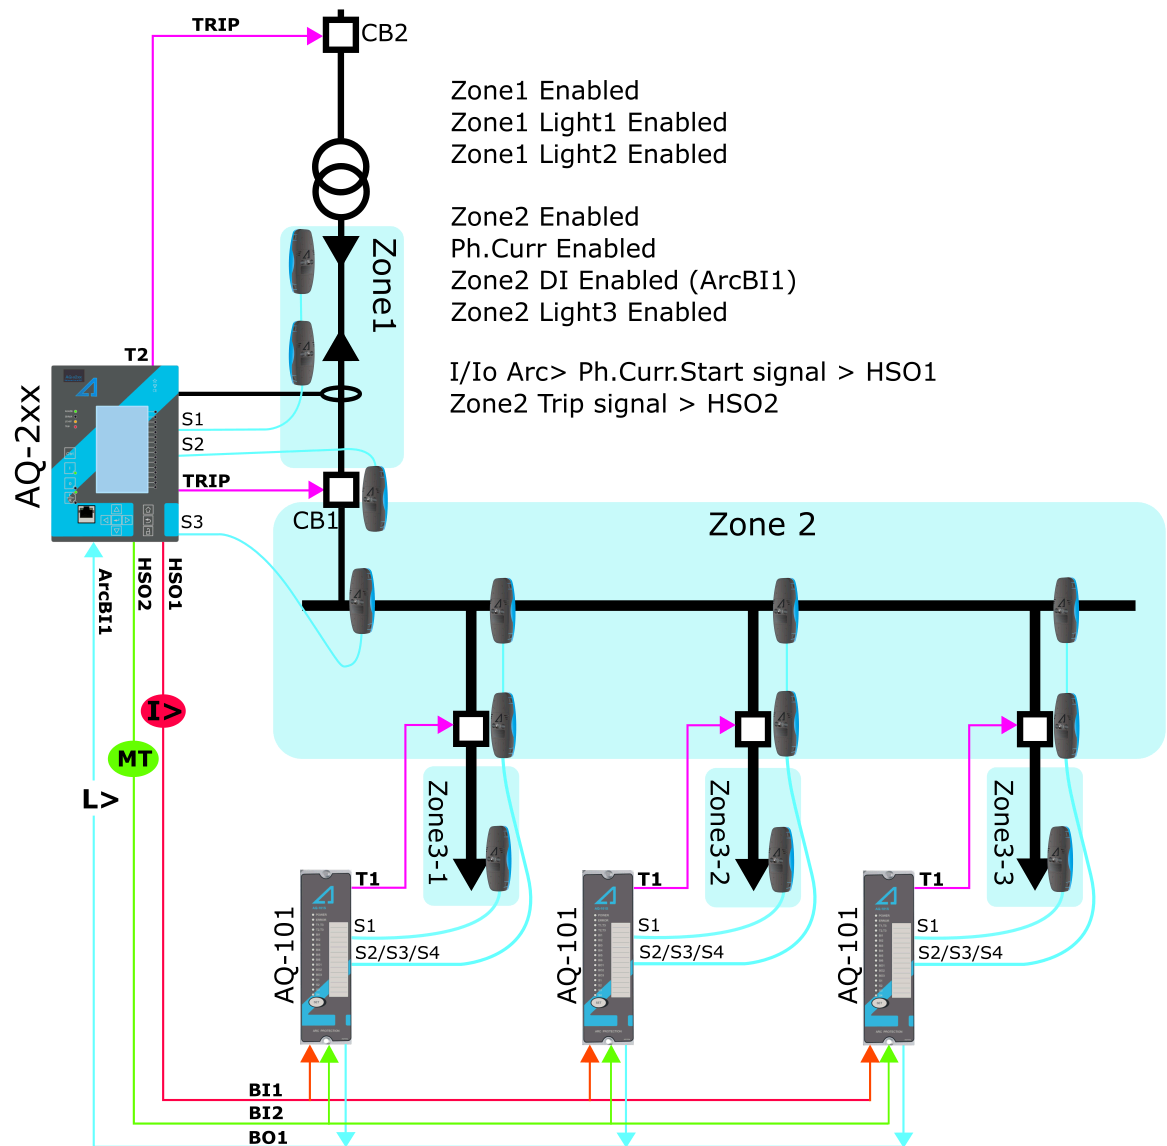 TRIP
CB2
Zone1 Enabled
Zone1 Light1 Enabled
Zone1 Light2 Enabled
Zone2 Enabled
Ph.Curr Enabled
Zone2 DI Enabled (ArcBI1)
Zone2 Light3 Enabled
I/Io Arc> Ph.Curr.Start signal > HSO1
Zone2 Trip signal > HSO2
Zone1
T2
AQ-2xx
S1
S2
TRIP
CB1
S3
Zone 2
ArcBI1
HSO2
HSO1
I>
MT
L>
Zone3-1
Zone3-2
Zone3-3
T1
T1
T1
AQ-101
AQ-101
AQ-101
S1
S1
S1
S2/S3/S4
S2/S3/S4
S2/S3/S4
BI1
BI2
BO1